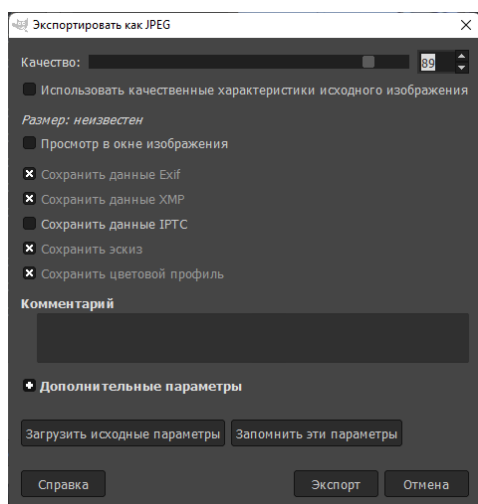 Экспортировать как JPEG
Качество: 89
Использовать качественные характеристики исходного изображения
Размер: неизвестен
Просмотр в окне изображения
Сохранить данные Exif
Сохранить данные XMP
Сохранить данные IPTC
Сохранить эскиз
Сохранить цветовой профиль
Комментарий
Дополнительные параметры
Загрузить исходные параметры Запомнить эти параметры
Справка Экспорт Отмена